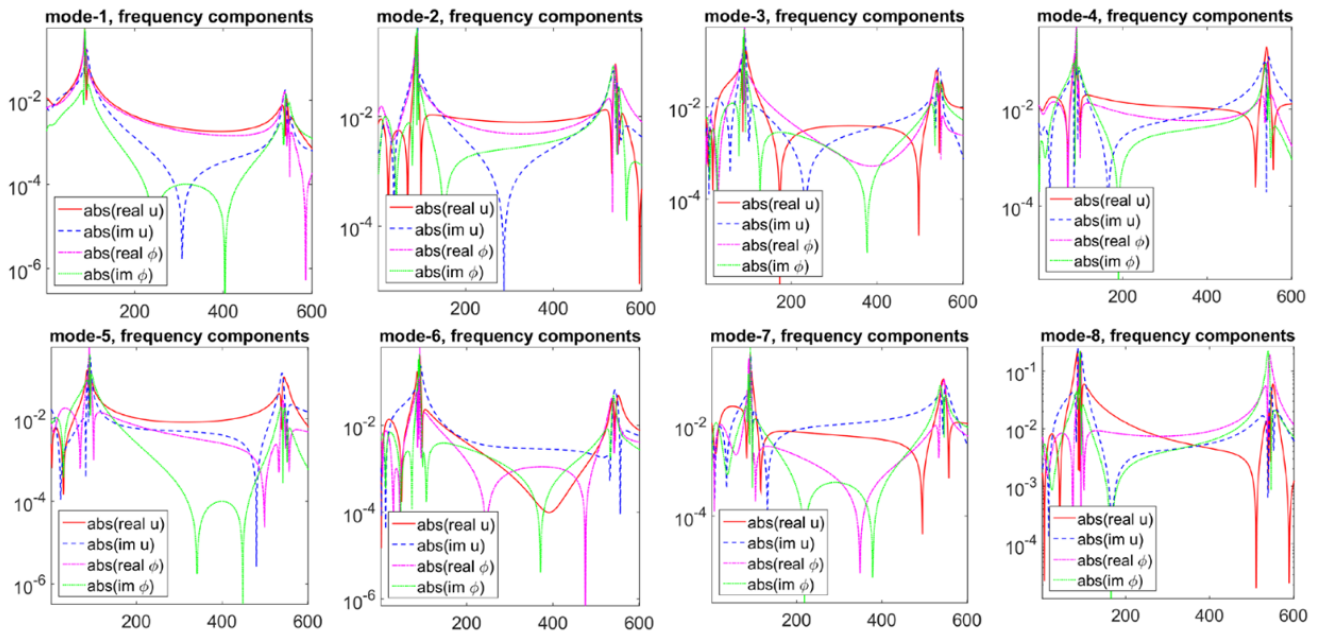 mode-1, frequency components
10^-2
10^-4
10^-6
abs(real u)
abs(im u)
abs(real ϕ)
abs(im ϕ)
200 400 600
mode-2, frequency components
10^-2
10^-4
abs(real u)
abs(im u)
abs(real ϕ)
abs(im ϕ)
200 400 600
mode-3, frequency components
10^-2
10^-4
abs(real u)
abs(im u)
abs(real ϕ)
abs(im ϕ)
200 400 600
mode-4, frequency components
10^-2
10^-4
abs(real u)
abs(im u)
abs(real ϕ)
abs(im ϕ)
200 400 600
mode-5, frequency components
10^-2
10^-4
10^-6
abs(real u)
abs(im u)
abs(real ϕ)
abs(im ϕ)
0 200 400 600
mode-6, frequency components
10^-2
10^-4
10^-6
abs(real u)
abs(im u)
abs(real ϕ)
abs(im ϕ)
200 400 600
mode-7, frequency components
10^-2
10^-4
abs(real u)
abs(im u)
abs(real ϕ)
abs(im ϕ)
200 400 600
mode-8, frequency components
10^-1
10^-2
10^-3
10^-4
abs(real u)
abs(im u)
abs(real ϕ)
abs(im ϕ)
200 400 600